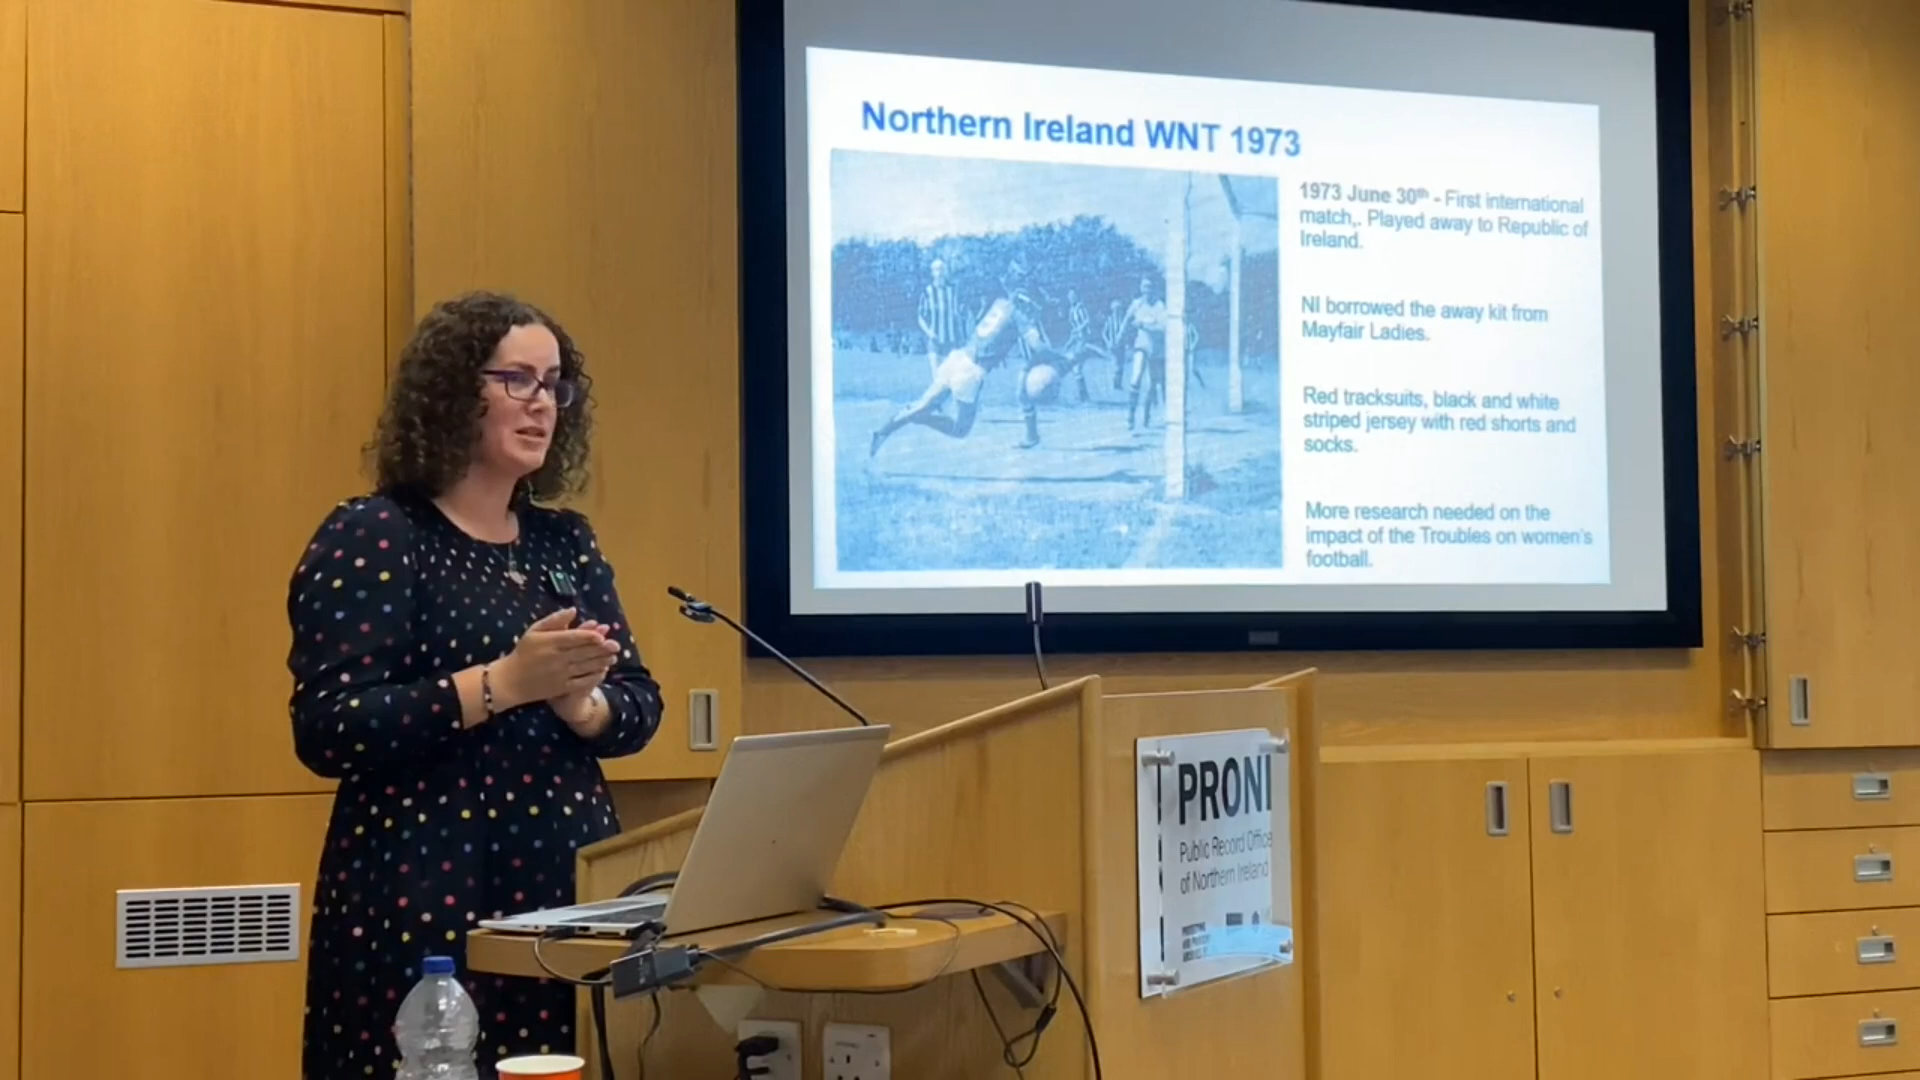 Northern Ireland WNT 1973
1973 June 30th - First international
match,. Played away to Republic of
Ireland.
NI borrowed the away kit from
Mayfair Ladies.
Red tracksuits, black and white
striped jersey with red shorts and
socks.
More research needed on the
impact of the Troubles on women's
football.
PRONI
Public Record Office
of Northern Ireland